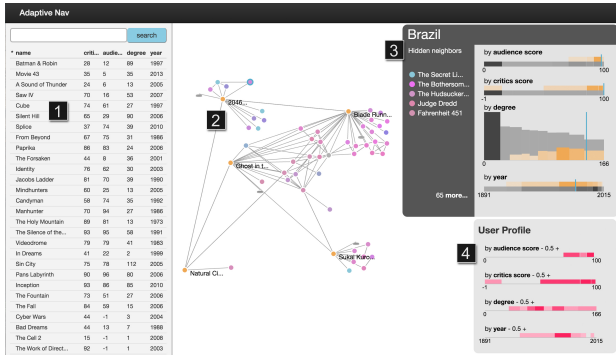 Adaptive Nav
search
* name criti... audie... degree year
Batman & Robin 28 12 89 1997
Movie 43 35 5 35 2013
A Sound of Thunder 24 6 13 2005
Saw IV 70 16 53 2007
Cube 74 61 27 1997
Silent Hill 65 29 90 2006
Splice 37 74 39 2010
From Beyond 67 75 31 1986
Paprika 86 83 24 2006
The Forsaken 44 8 36 2001
Identity 76 62 30 2003
Jacobs Ladder 81 70 39 1990
Mindhunters 60 25 13 2005
Candyman 58 74 35 1992
Manhunter 70 94 27 1986
The Holy Mountain 89 81 13 1973
The Silence of the... 93 95 58 1991
Videodrome 79 79 41 1983
In Dreams 41 22 2 1999
Sin City 75 78 112 2005
Pans Labyrinth 90 96 80 2006
Inception 93 86 85 2010
The Fountain 73 51 27 2006
The Fall 84 59 15 2006
Cyber Wars 44 -1 3 2004
Bad Dreams 44 13 7 1988
The Cell 2 15 -1 1 2008
The Work of Direct... 92 -1 1 2003
1
2
2046
Blade Runn...
Ghost in t...
Natural Ci...
Sukai Kuro...
3
Brazil
Hidden neighbors
The Secret Li...
The Bothersom...
The Hudsucker...
Judge Dredd
Fahrenheit 451
65 more...
by audience score
0 100
by critics score
-1 100
by degree
0 166
by year
1891 2015
4
User Profile
by audience score - 0.5 +
0 100
by critics score - 0.5 +
-1 100
by degree - 0.5 +
0 166
by year - 0.5 +
1891 2015